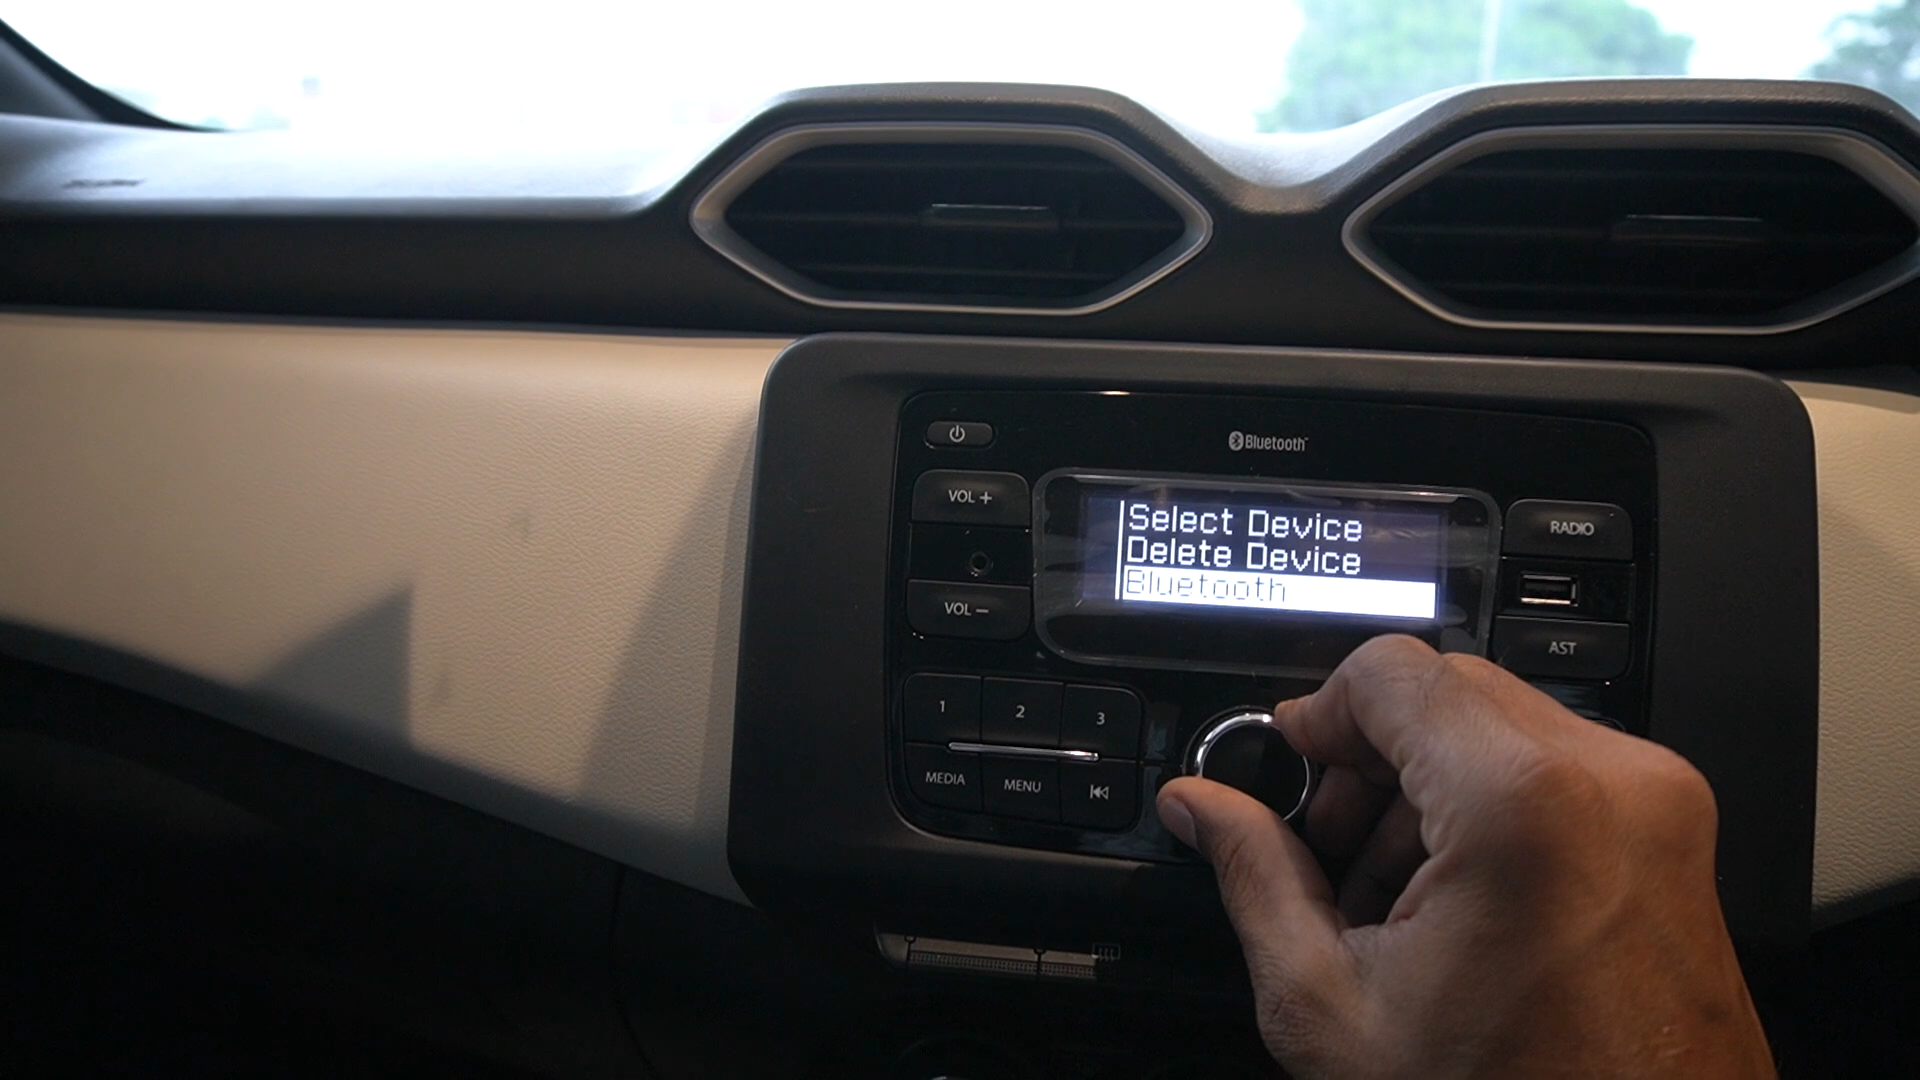 Bluetooth
VOL +
VOL −
Select Device
Delete Device
Bluetooth
RADIO
AST
1
2
3
MEDIA
MENU